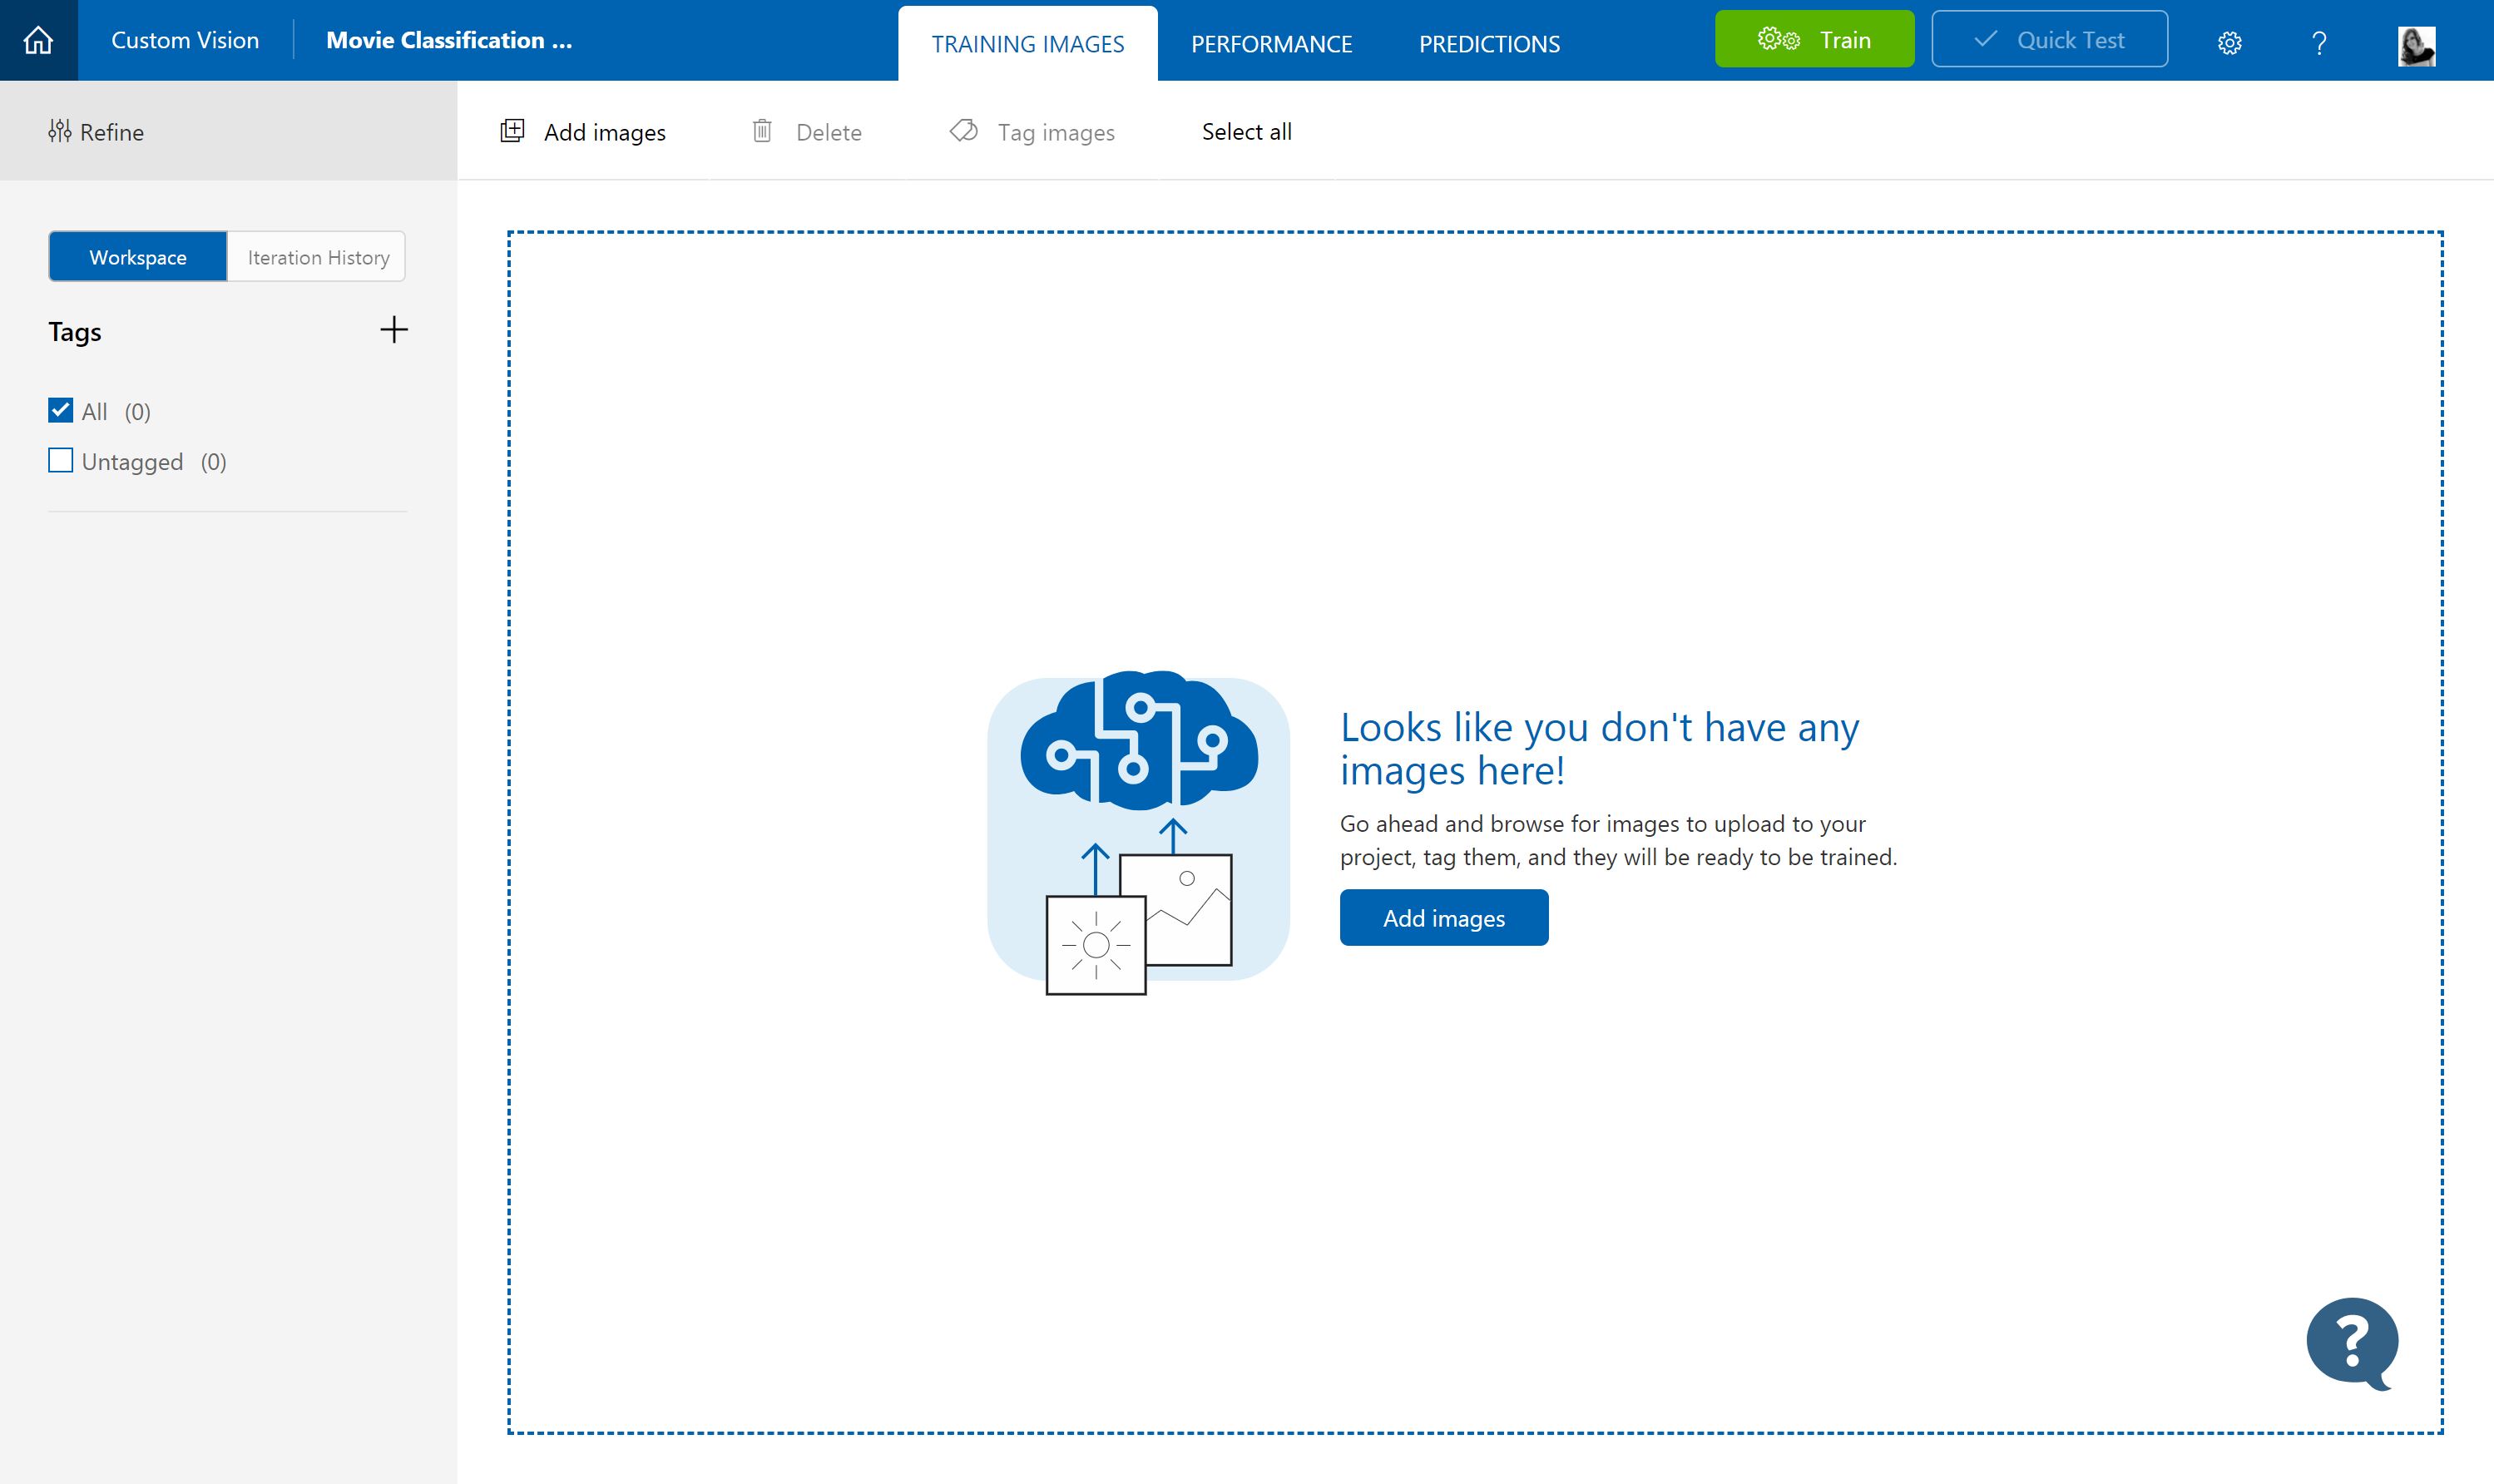 Custom Vision
Movie Classification ...
TRAINING IMAGES
PERFORMANCE
PREDICTIONS
Train
Quick Test
?
Refine
Add images
Delete
Tag images
Select all
Workspace
Iteration History
Tags
All (0)
Untagged (0)
Looks like you don't have any
images here!
Go ahead and browse for images to upload to your
project, tag them, and they will be ready to be trained.
Add images
?